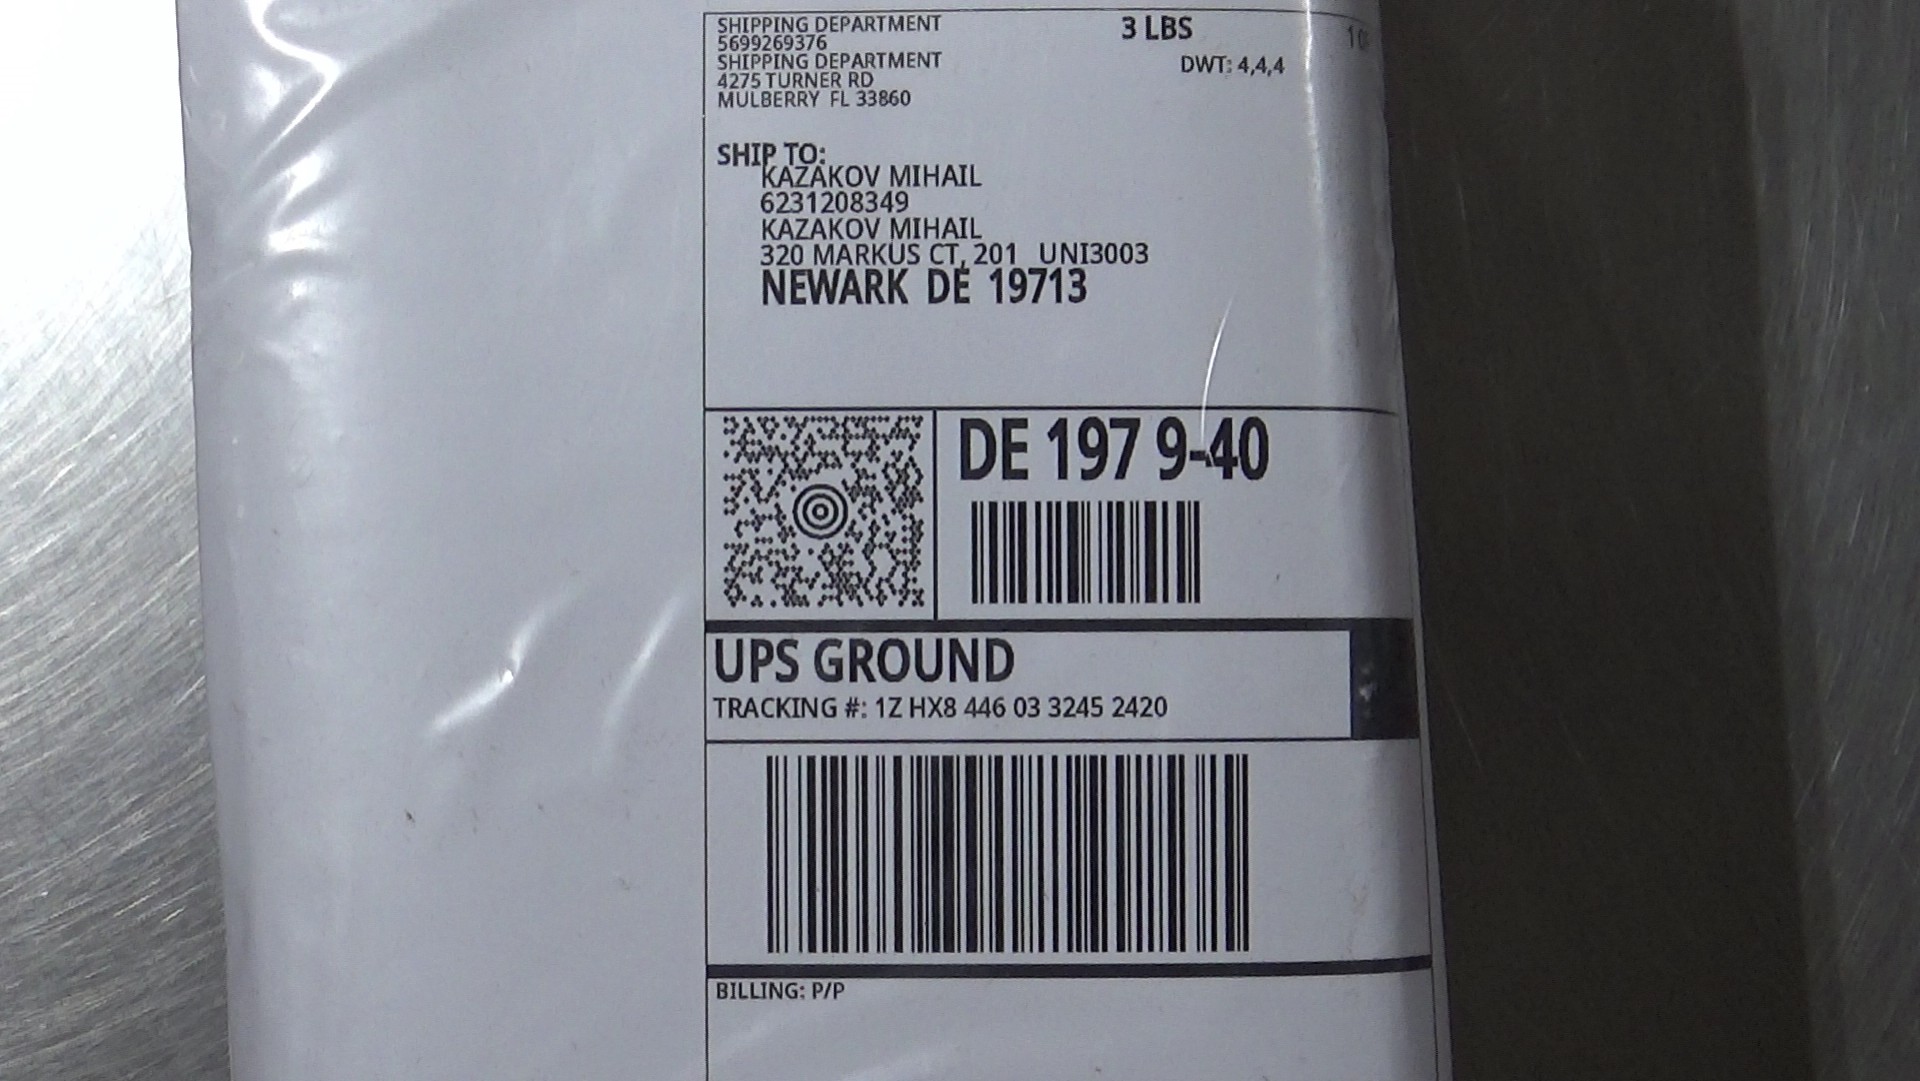 SHIPPING DEPARTMENT
5699269376
SHIPPING DEPARTMENT
4275 TURNER RD
MULBERRY FL 33860
3 LBS
DWT: 4,4,4
SHIP TO:
KAZAKOV MIHAIL
6231208349
KAZAKOV MIHAIL
320 MARKUS CT, 201 UNI3003
NEWARK DE 19713
DE 197 9-40
UPS GROUND
TRACKING #: 1Z HX8 446 03 3245 2420
BILLING: P/P